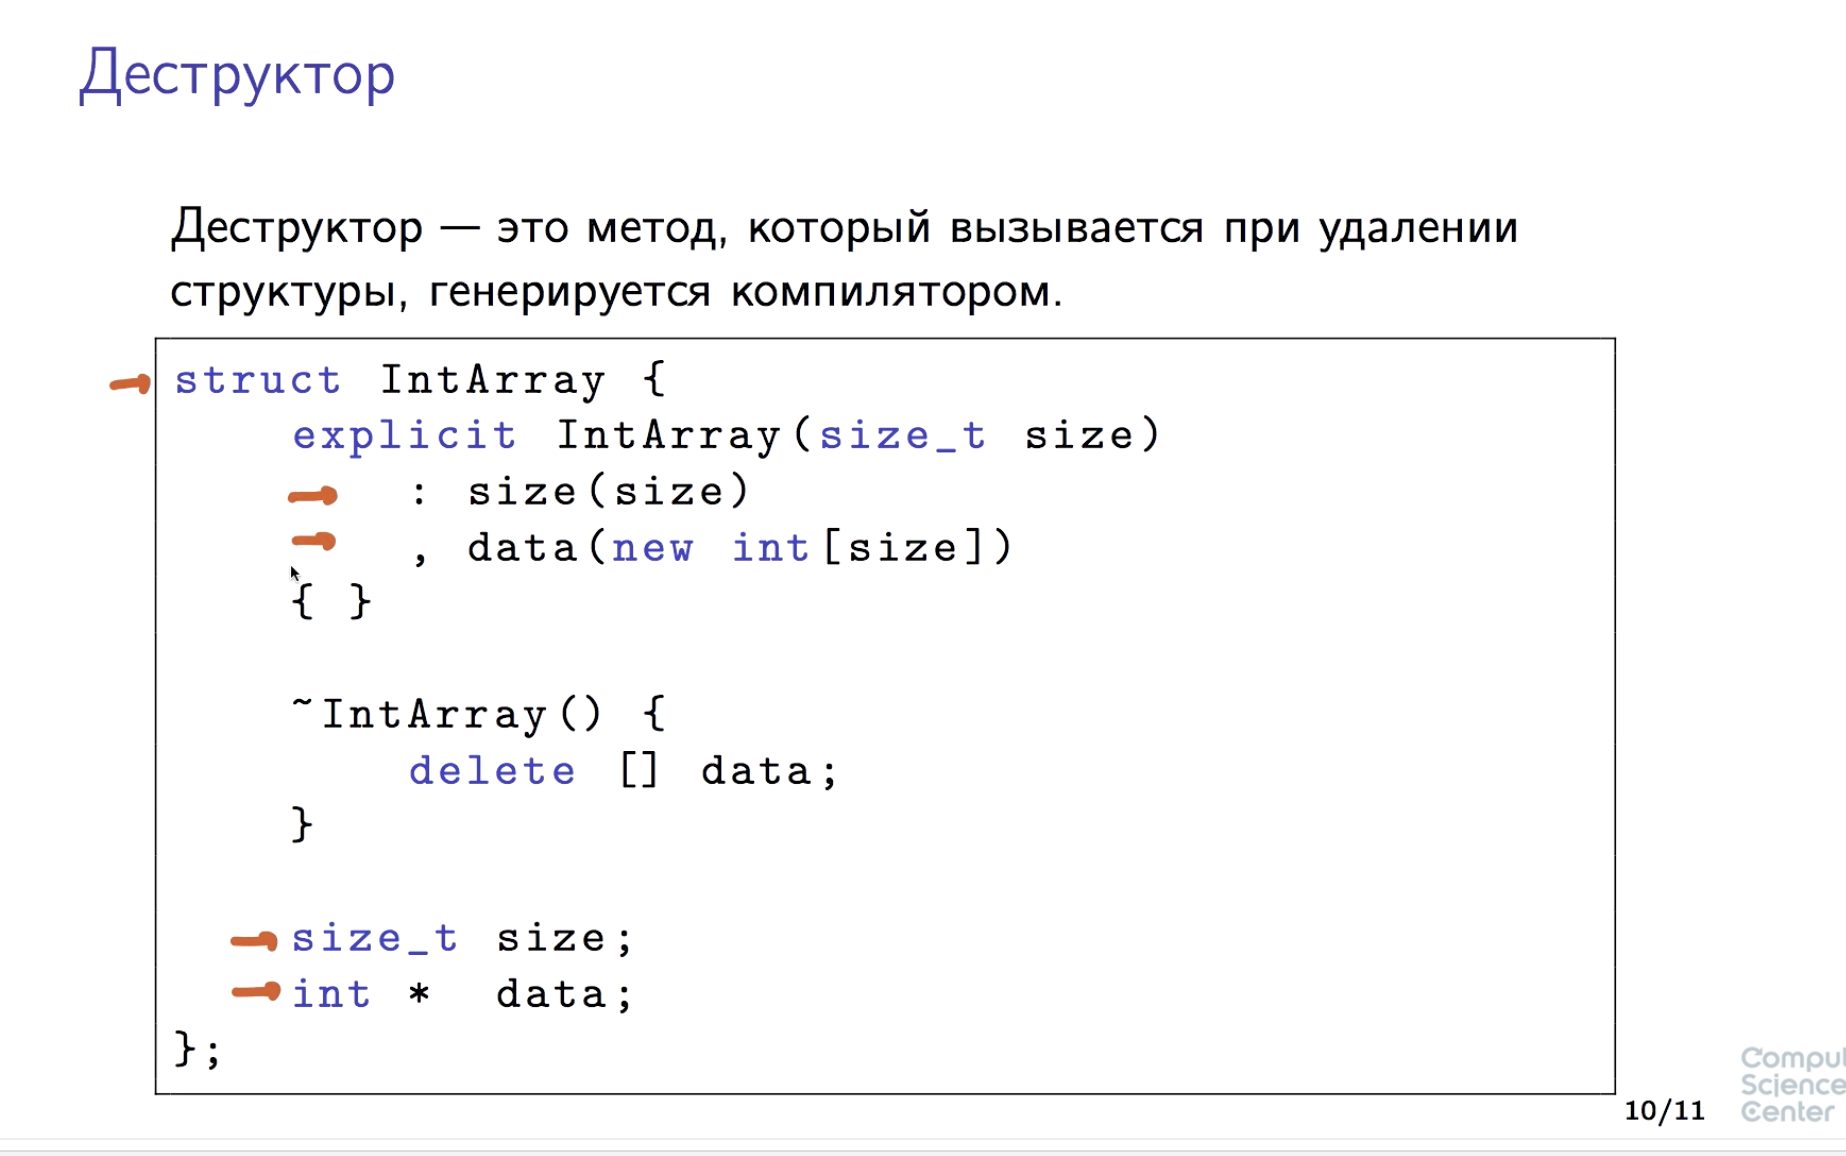 Деструктор
Деструктор — это метод, который вызывается при удалении
структуры, генерируется компилятором.
struct IntArray {
explicit IntArray(size_t size)
: size(size)
, data(new int[size])
{ }
~IntArray() {
delete [] data;
}
size_t size;
int * data;
};
10/11
Science
Center